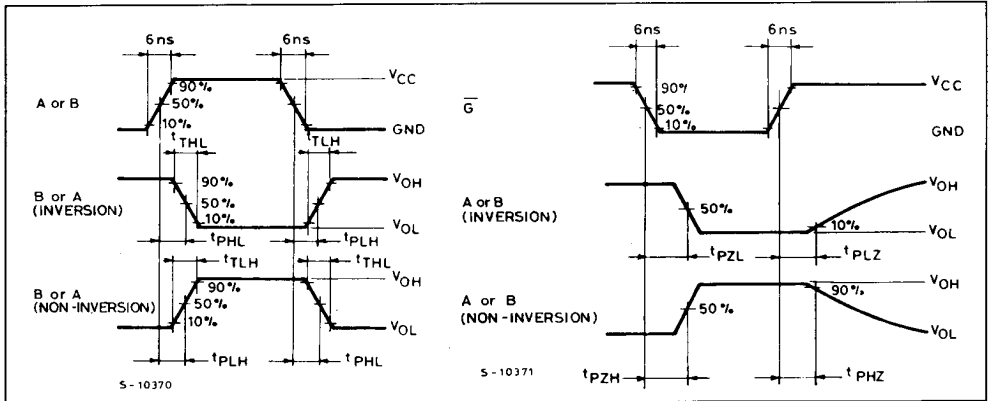 6ns 6ns
A or B
VCC
90%
50%
10%
GND
tTHL tTLH
B or A
(INVERSION)
90%
50%
10%
VOH
VOL
tPHL tPLH
tTLH tTHL
B or A
(NON-INVERSION)
90%
50%
10%
VOH
VOL
tPLH tPHL
S-10370
6ns 6ns
G
VCC
90%
50%
10%
GND
A or B
(INVERSION)
50%
VOH
10%
VOL
tPZL tPLZ
A or B
(NON-INVERSION)
VOH
90%
50%
VOL
tPZH tPHZ
S-10371